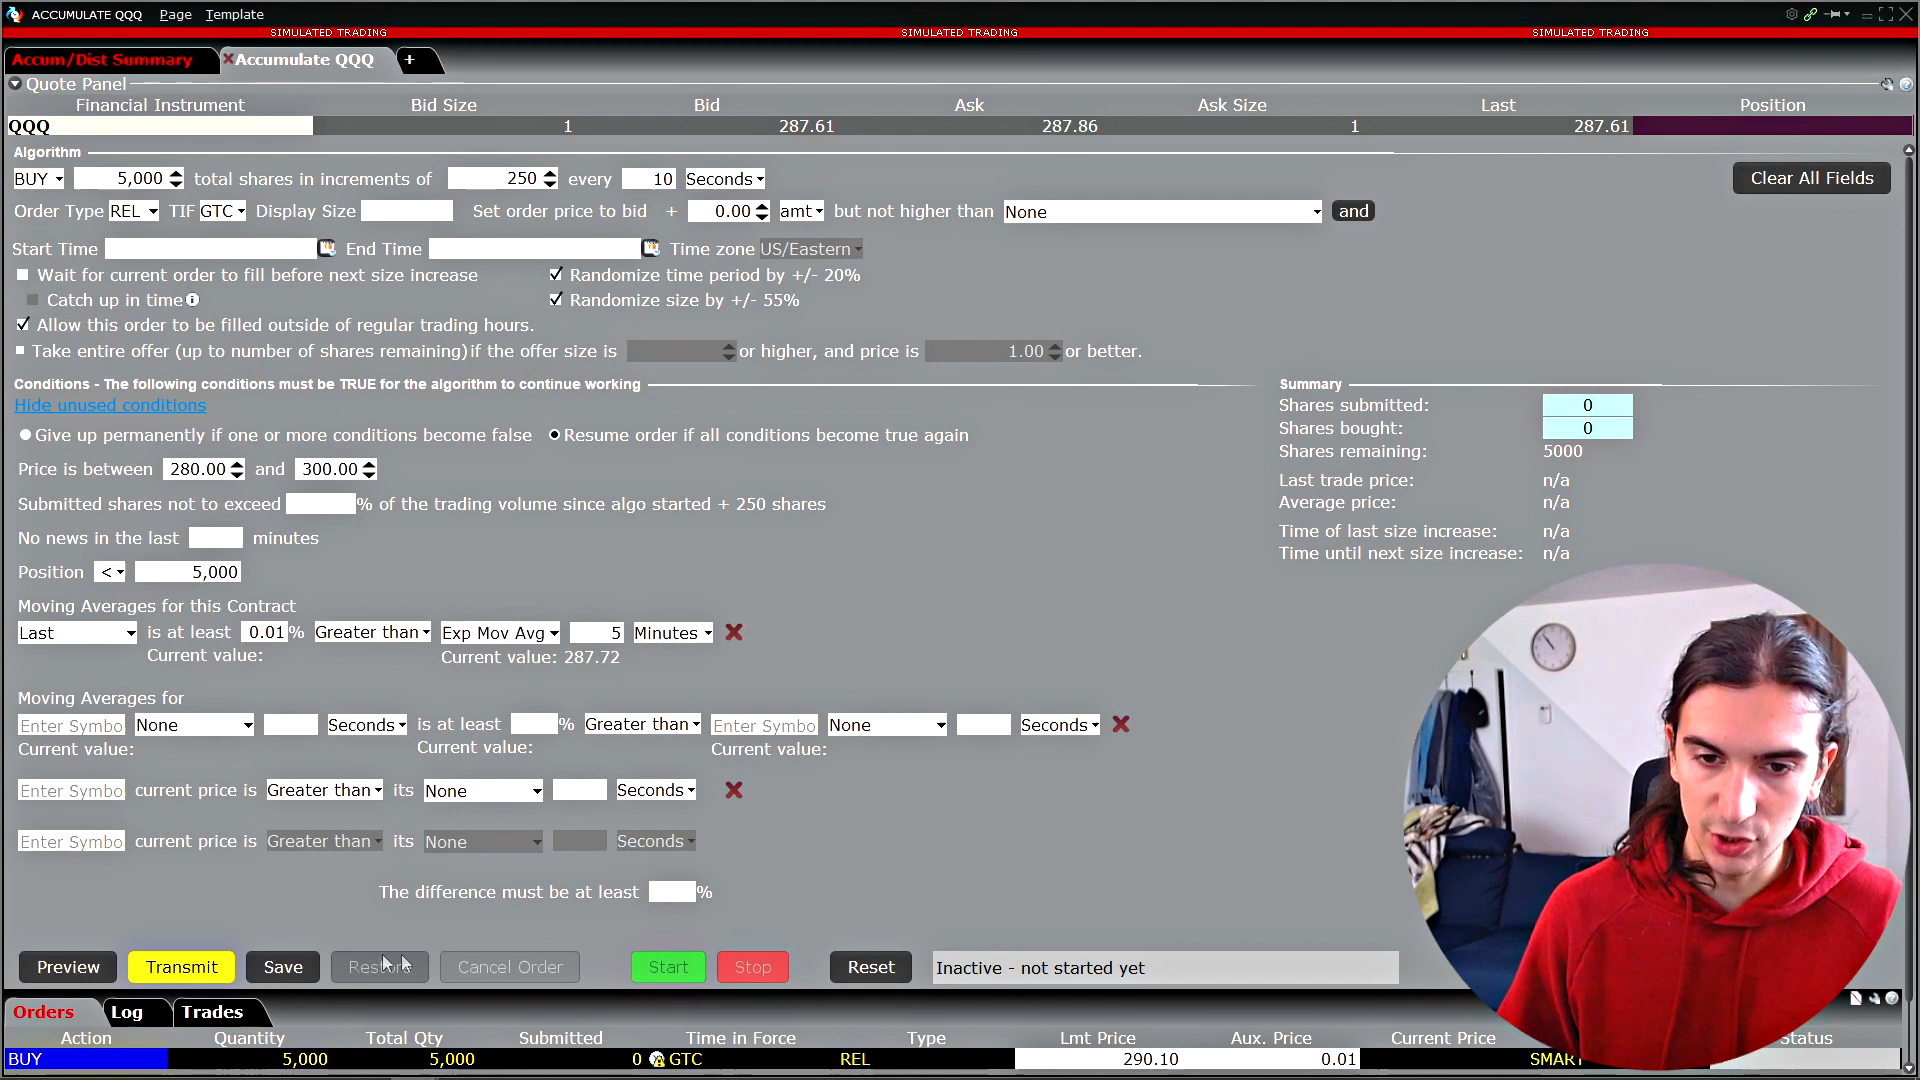 ACCUMULATE QQQ Page Template
SIMULATED TRADING SIMULATED TRADING SIMULATED TRADING
Accum/Dist Summary Accumulate QQQ +
Quote Panel
Financial Instrument Bid Size Bid Ask Ask Size Last Position
QQQ 1 287.61 287.86 1 287.61
Algorithm
BUY 5,000 total shares in increments of 250 every 10 Seconds Clear All Fields
Order Type REL TIF GTC Display Size Set order price to bid + 0.00 amt but not higher than None and
Start Time End Time Time zone US/Eastern
Wait for current order to fill before next size increase Randomize time period by +/- 20%
Catch up in time Randomize size by +/- 55%
Allow this order to be filled outside of regular trading hours.
Take entire offer (up to number of shares remaining) if the offer size is or higher, and price is 1.00 or better.
Conditions - The following conditions must be TRUE for the algorithm to continue working
Hide unused conditions
Give up permanently if one or more conditions become false Resume order if all conditions become true again
Price is between 280.00 and 300.00
Submitted shares not to exceed % of the trading volume since algo started + 250 shares
No news in the last minutes
Position < 5,000
Moving Averages for this Contract
Last is at least 0.01 % Greater than Exp Mov Avg 5 Minutes
Current value: Current value: 287.72
Moving Averages for
Enter Symbo None Seconds is at least % Greater than Enter Symbo None Seconds
Current value: Current value: Current value:
Enter Symbo current price is Greater than its None Seconds
Enter Symbo current price is Greater than its None Seconds
The difference must be at least %
Summary
Shares submitted: 0
Shares bought: 0
Shares remaining: 5000
Last trade price: n/a
Average price: n/a
Time of last size increase: n/a
Time until next size increase: n/a
Preview Transmit Save Restore Cancel Order Start Stop Reset Inactive - not started yet
Orders Log Trades
Action Quantity Total Qty Submitted Time in Force Type Lmt Price Aux. Price Current Price Status
BUY 5,000 5,000 0 GTC REL 290.10 0.01 SMART